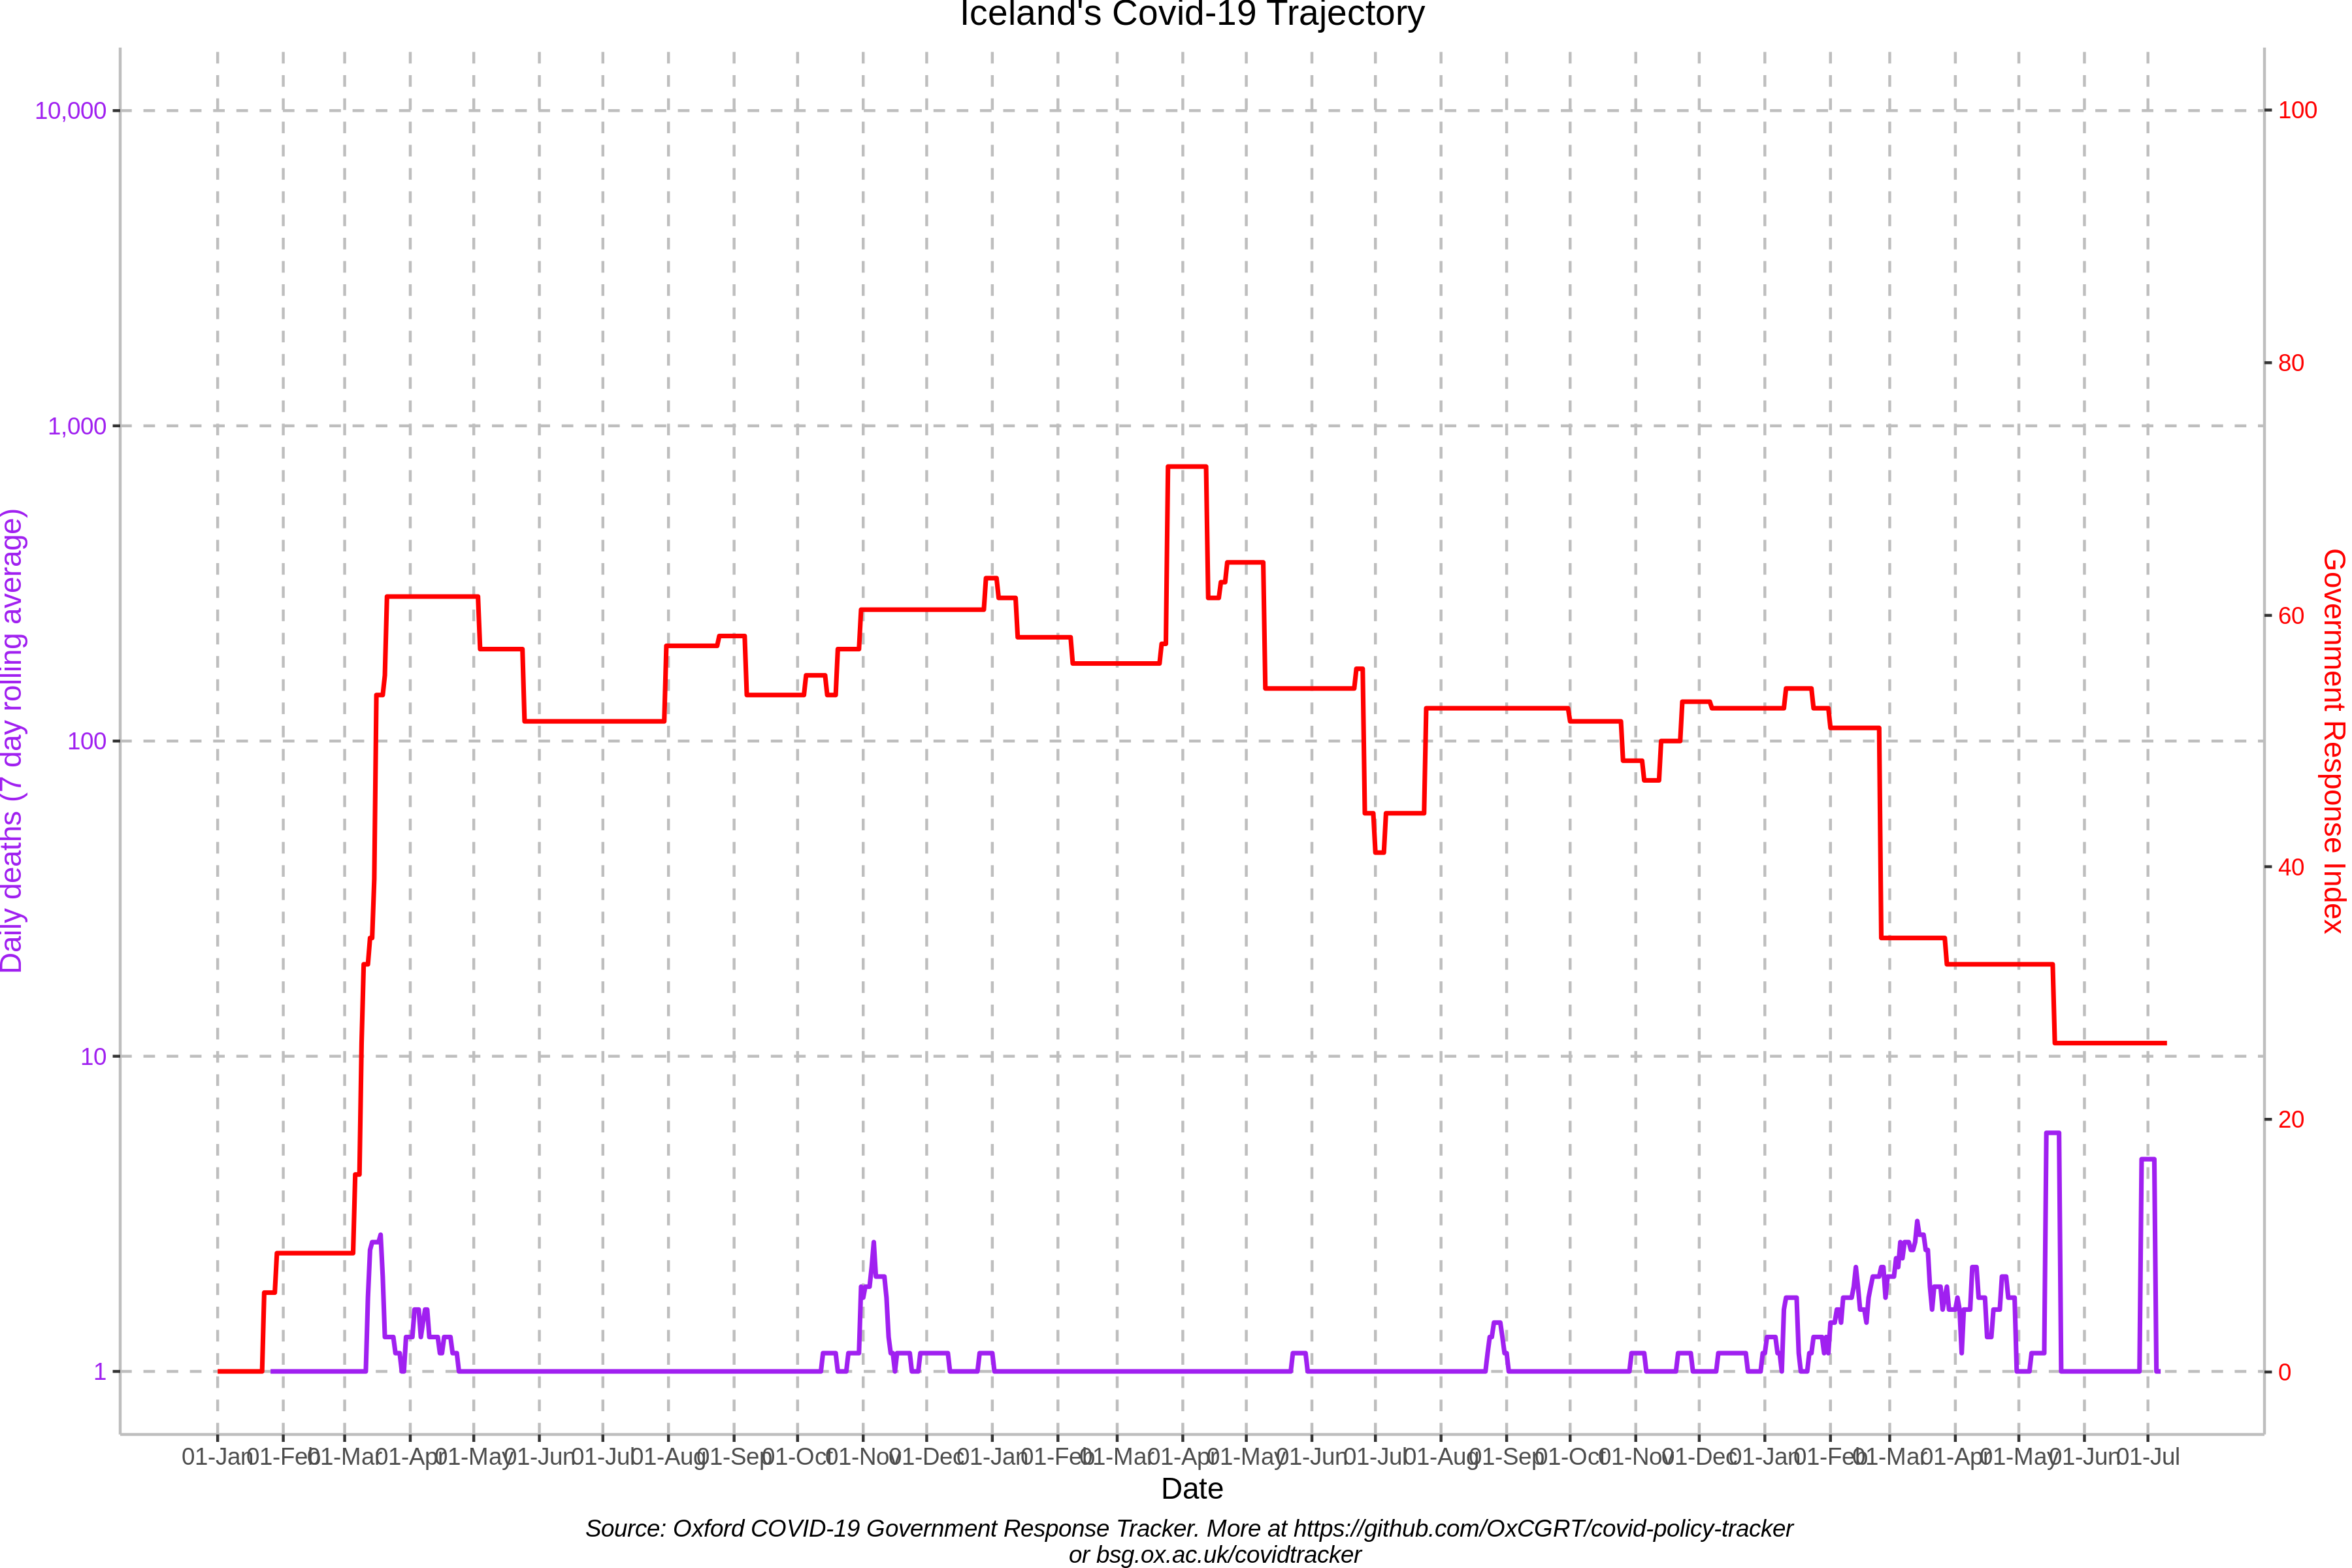 Iceland's Covid-19 Trajectory
10,000
1,000
100
10
1
Daily deaths (7 day rolling average)
100
80
60
40
20
0
Government Response Index
01-Jan 01-Feb 01-Mar 01-Apr 01-May 01-Jun 01-Jul 01-Aug 01-Sep 01-Oct 01-Nov 01-Dec 01-Jan 01-Feb 01-Mar 01-Apr 01-May 01-Jun 01-Jul 01-Aug 01-Sep 01-Oct 01-Nov 01-Dec 01-Jan 01-Feb 01-Mar 01-Apr 01-May 01-Jun 01-Jul
Date
Source: Oxford COVID-19 Government Response Tracker. More at https://github.com/OxCGRT/covid-policy-tracker
or bsg.ox.ac.uk/covidtracker